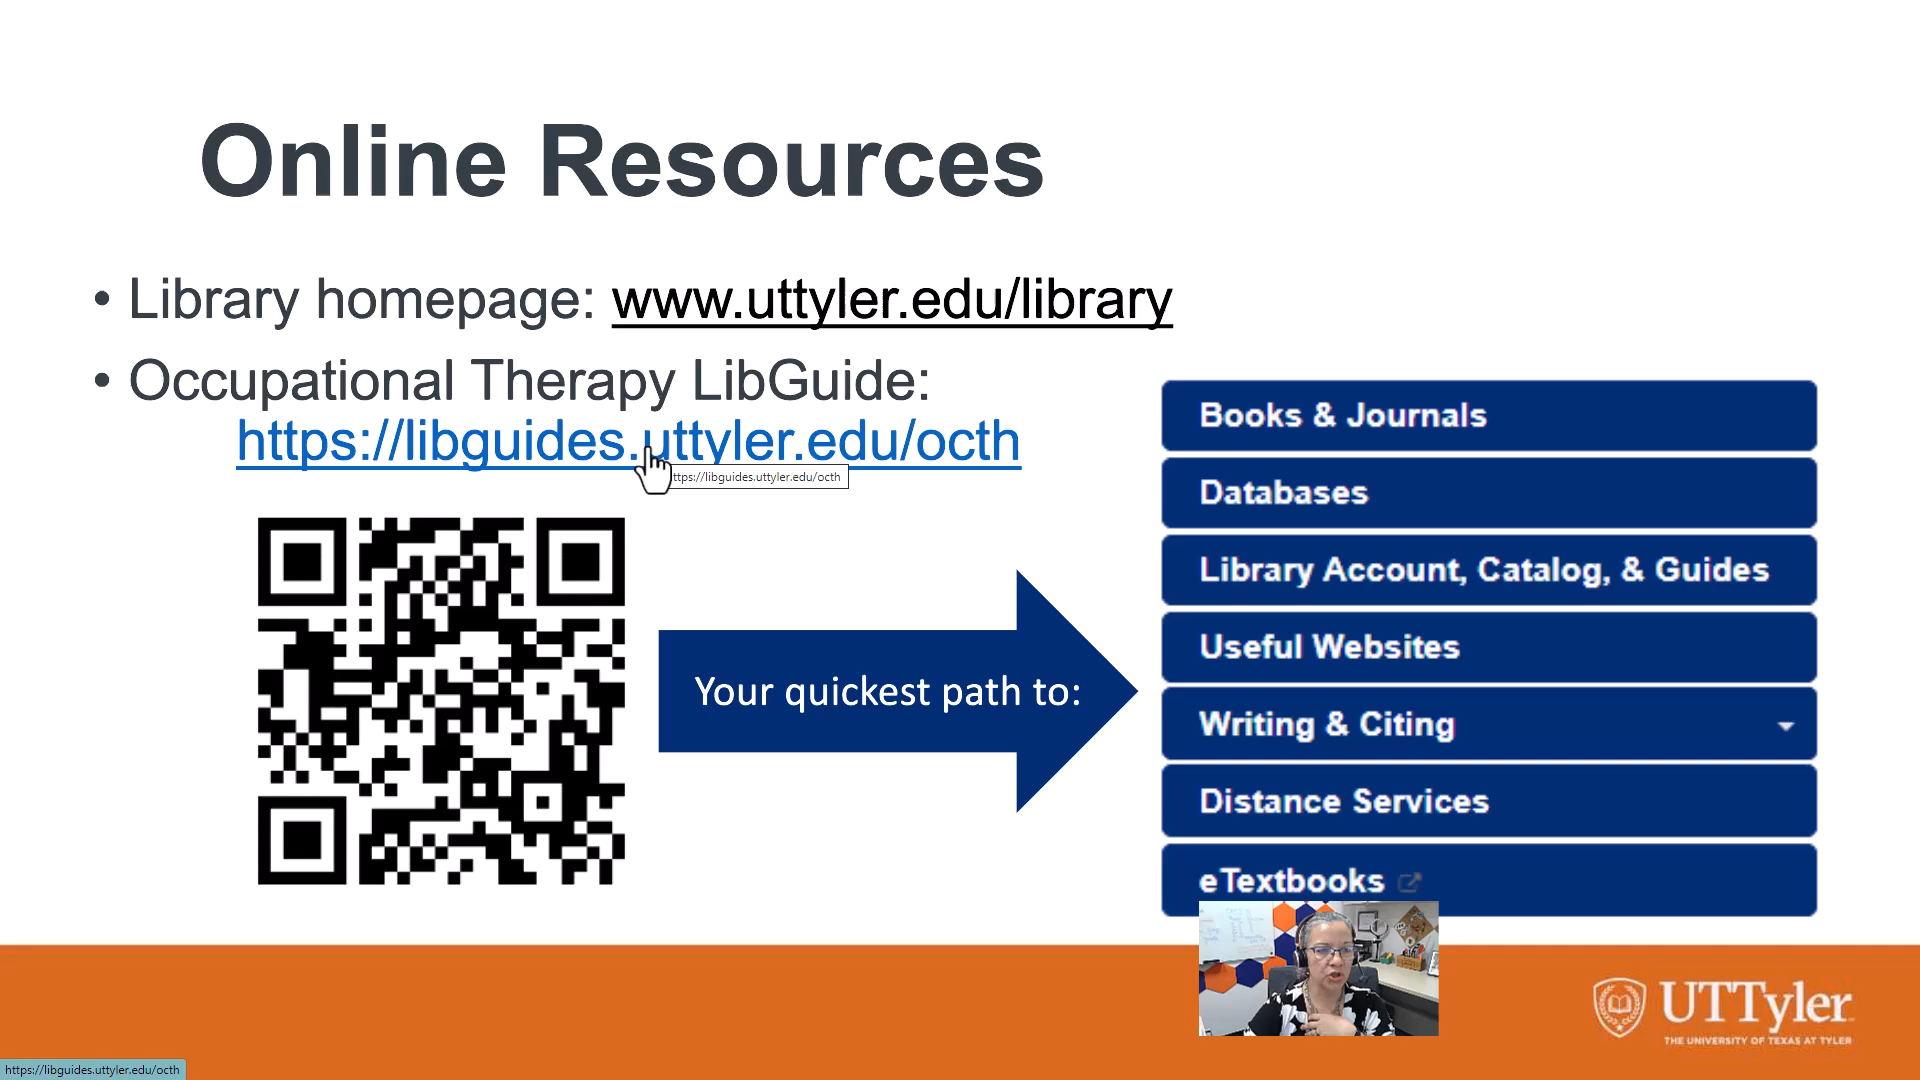 Online Resources
• Library homepage: www.uttyler.edu/library
• Occupational Therapy LibGuide:
https://libguides.uttyler.edu/octh
ttps://libguides.uttyler.edu/octh
Your quickest path to:
Books & Journals
Databases
Library Account, Catalog, & Guides
Useful Websites
Writing & Citing
Distance Services
eTextbooks
UTTyler
THE UNIVERSITY OF TEXAS AT TYLER
https://libguides.uttyler.edu/octh